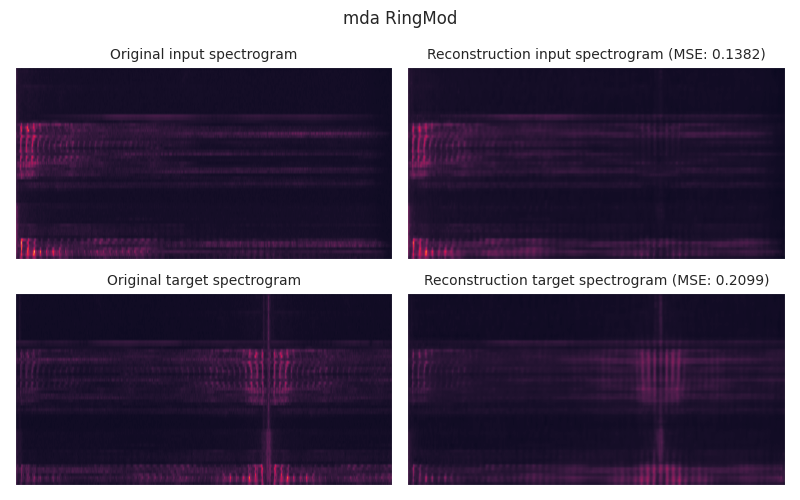 mda RingMod
Original input spectrogram
Reconstruction input spectrogram (MSE: 0.1382)
Original target spectrogram
Reconstruction target spectrogram (MSE: 0.2099)